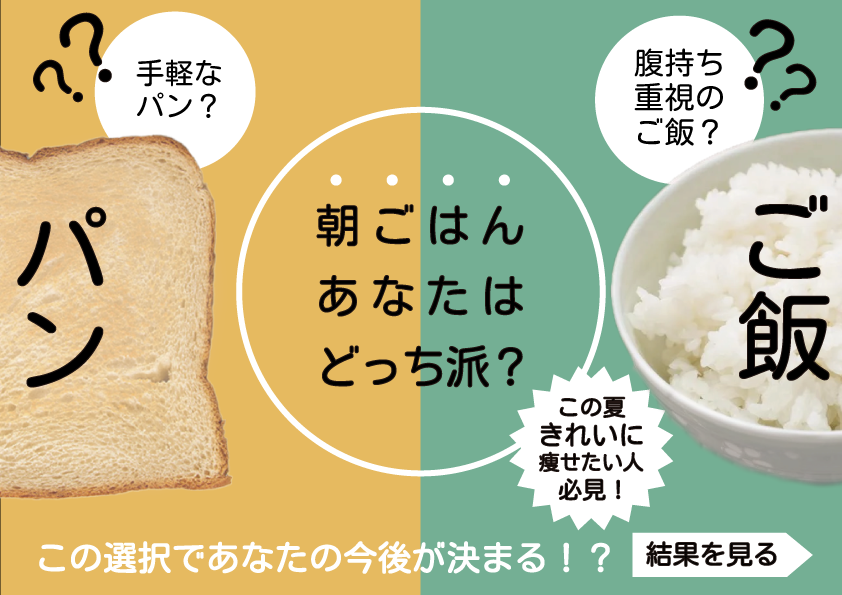 手軽な
パン？
腹持ち
重視の
ご飯？
パン
ご飯
朝ごはん
あなたは
どっち派？
この夏
きれいに
痩せたい人
必見！
この選択であなたの今後が決まる！？
結果を見る